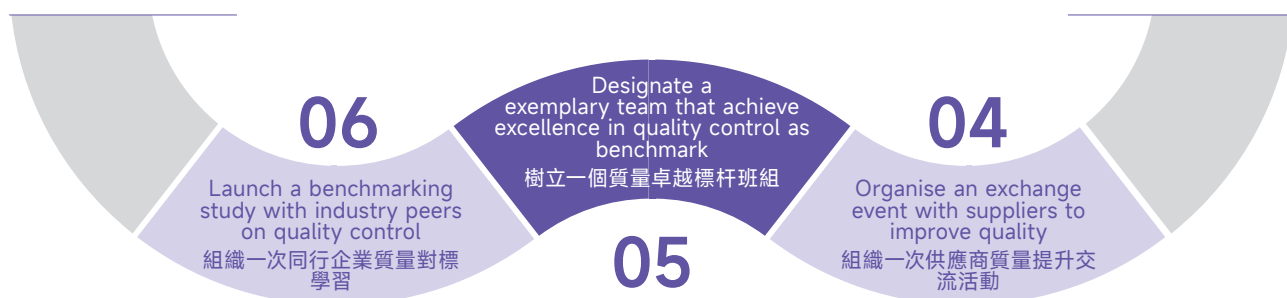 06
Launch a benchmarking
study with industry peers
on quality control
組織一次同行企業質量對標
學習
Designate a
exemplary team that achieve
excellence in quality control as
benchmark
樹立一個質量卓越標杆班組
05
04
Organise an exchange
event with suppliers to
improve quality
組織一次供應商質量提升交
流活動